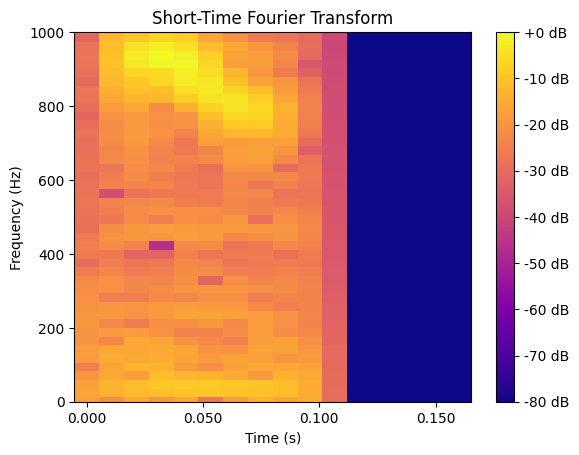 Short-Time Fourier Transform
Frequency (Hz)
1000
800
600
400
200
0
0.000
0.050
0.100
0.150
Time (s)
+0 dB
-10 dB
-20 dB
-30 dB
-40 dB
-50 dB
-60 dB
-70 dB
-80 dB